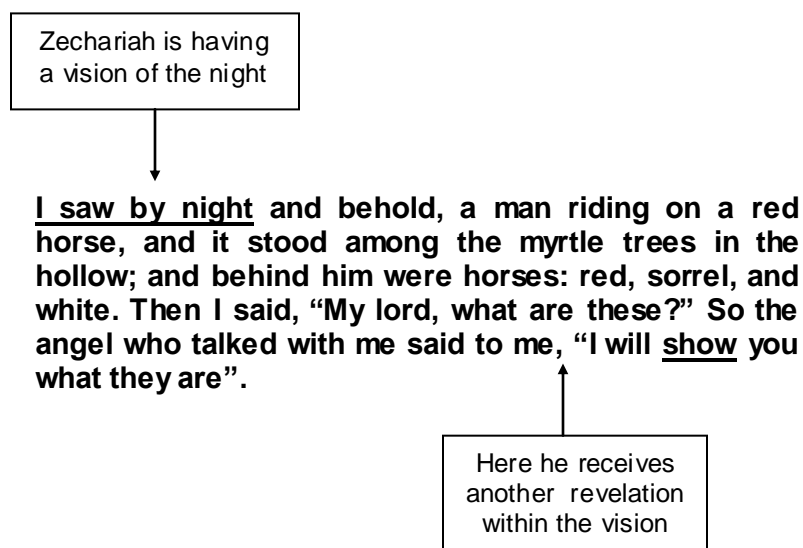 Zechariah is having
a vision of the night
I saw by night and behold, a man riding on a red
horse, and it stood among the myrtle trees in the
hollow; and behind him were horses: red, sorrel, and
white. Then I said, “My lord, what are these?” So the
angel who talked with me said to me, “I will show you
what they are”.
Here he receives
another revelation
within the vision